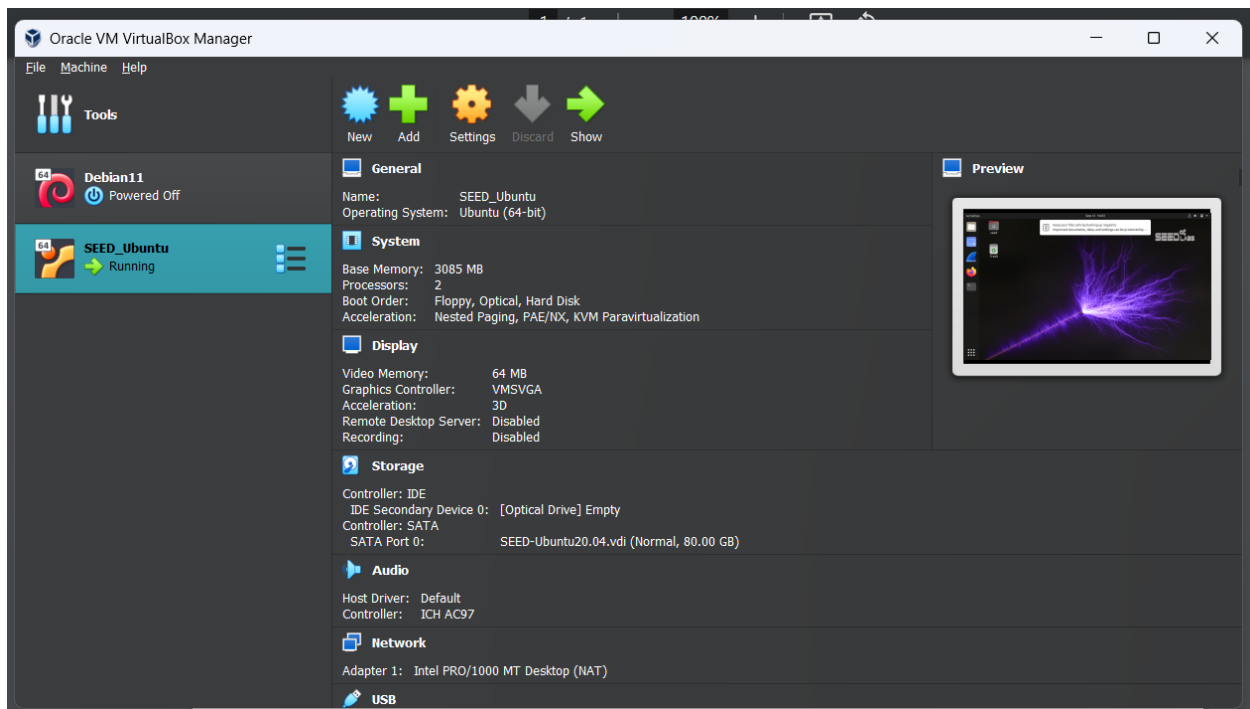 Oracle VM VirtualBox Manager
File Machine Help
Tools
New Add Settings Discard Show
64
Debian11
Powered Off
64
SEED_Ubuntu
Running
General
Name: SEED_Ubuntu
Operating System: Ubuntu (64-bit)
System
Base Memory: 3085 MB
Processors: 2
Boot Order: Floppy, Optical, Hard Disk
Acceleration: Nested Paging, PAE/NX, KVM Paravirtualization
Display
Video Memory: 64 MB
Graphics Controller: VMSVGA
Acceleration: 3D
Remote Desktop Server: Disabled
Recording: Disabled
Storage
Controller: IDE
IDE Secondary Device 0: [Optical Drive] Empty
Controller: SATA
SATA Port 0: SEED-Ubuntu20.04.vdi (Normal, 80.00 GB)
Audio
Host Driver: Default
Controller: ICH AC97
Network
Adapter 1: Intel PRO/1000 MT Desktop (NAT)
USB
Preview